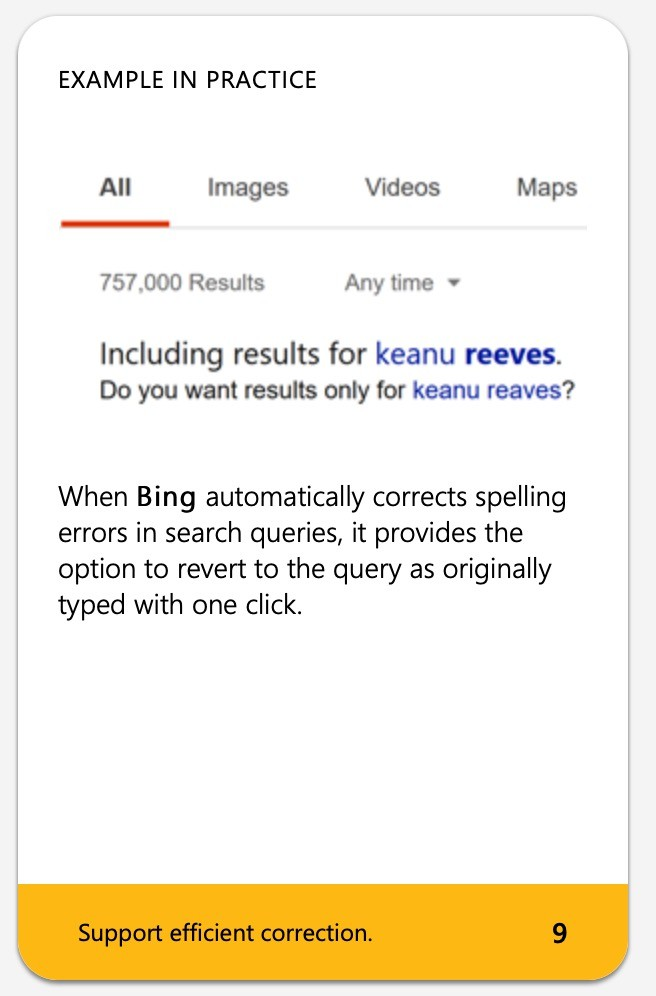 EXAMPLE IN PRACTICE
All Images Videos Maps
757,000 Results Any time
Including results for keanu reeves.
Do you want results only for keanu reaves?
When Bing automatically corrects spelling
errors in search queries, it provides the
option to revert to the query as originally
typed with one click.
Support efficient correction. 9